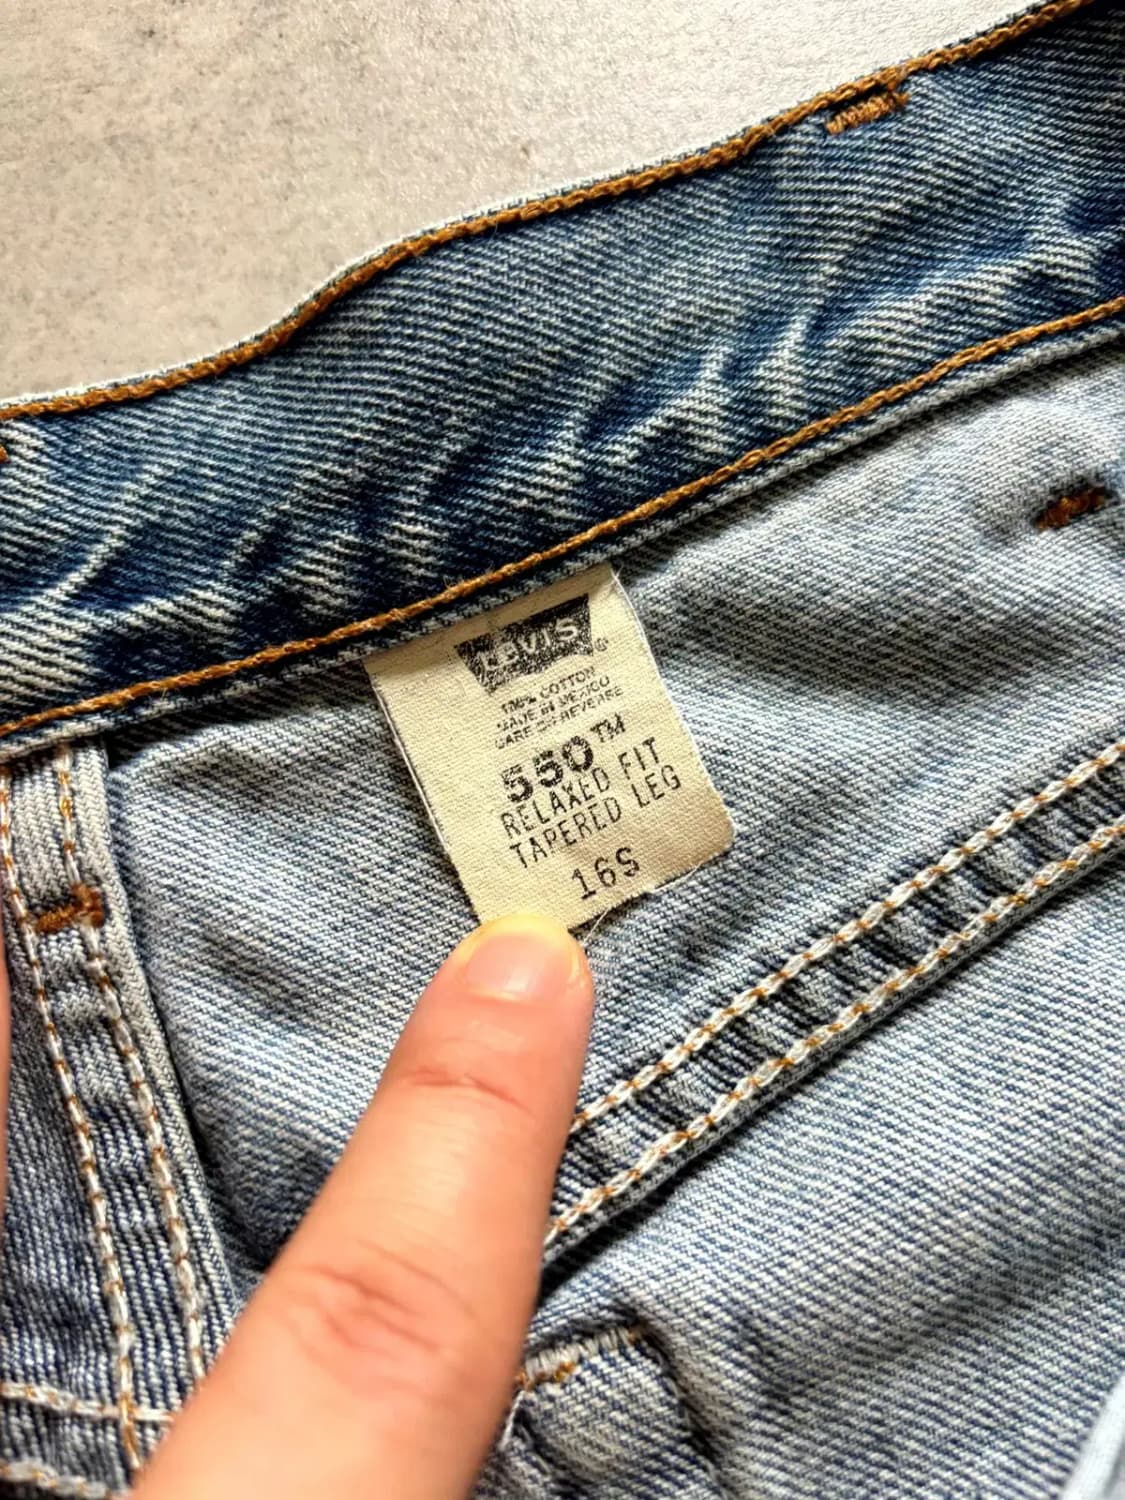 LEVI'S ®
100% COTTON
MADE IN MEXICO
CARE ON REVERSE
550™
RELAXED FIT
TAPERED LEG
16S